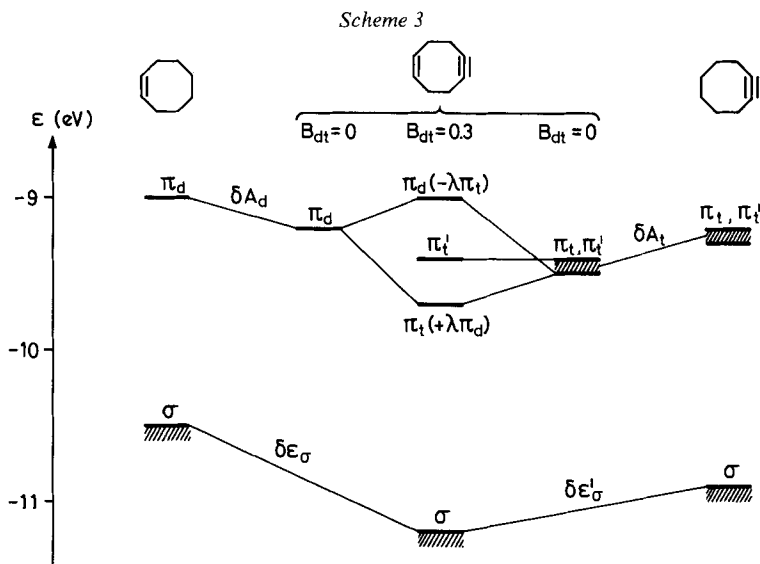 Scheme 3
ε (eV)
B_dt=0 B_dt=0.3 B_dt=0
-9
π_d
δA_d
π_d
π_d(-λπ_t)
π_t'
π_t(+λπ_d)
π_t, π_t'
δA_t
π_t, π_t'
-10
σ
δε_σ
σ
δε'_σ
σ
-11